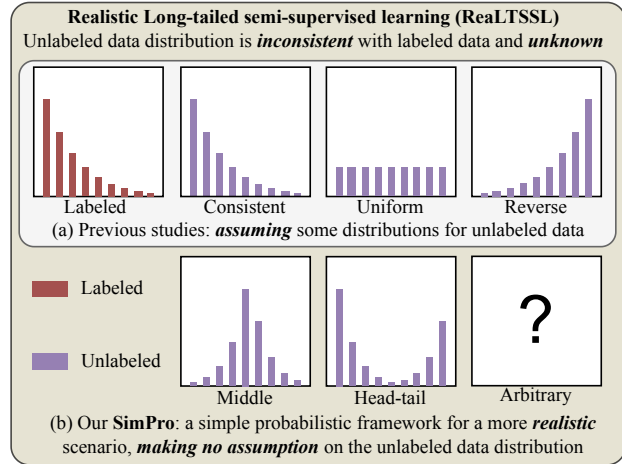 Realistic Long-tailed semi-supervised learning (ReaLTSSL)
Unlabeled data distribution is inconsistent with labeled data and unknown
Labeled Consistent Uniform Reverse
(a) Previous studies: assuming some distributions for unlabeled data
Labeled
Unlabeled
?
Middle Head-tail Arbitrary
(b) Our SimPro: a simple probabilistic framework for a more realistic
scenario, making no assumption on the unlabeled data distribution